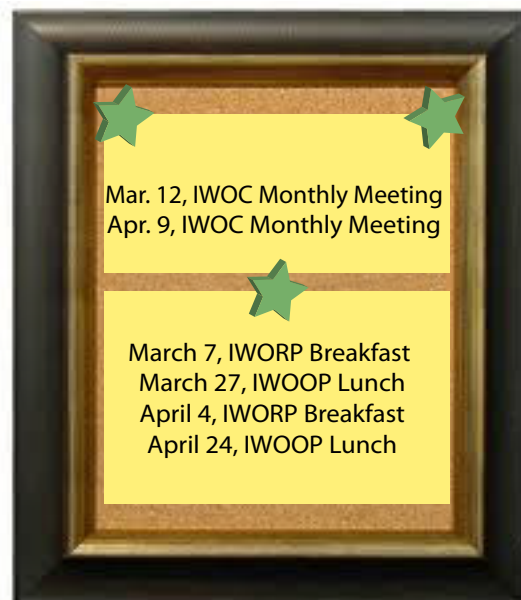 Mar. 12, IWOC Monthly Meeting
Apr. 9, IWOC Monthly Meeting
March 7, IWORP Breakfast
March 27, IWOOP Lunch
April 4, IWORP Breakfast
April 24, IWOOP Lunch